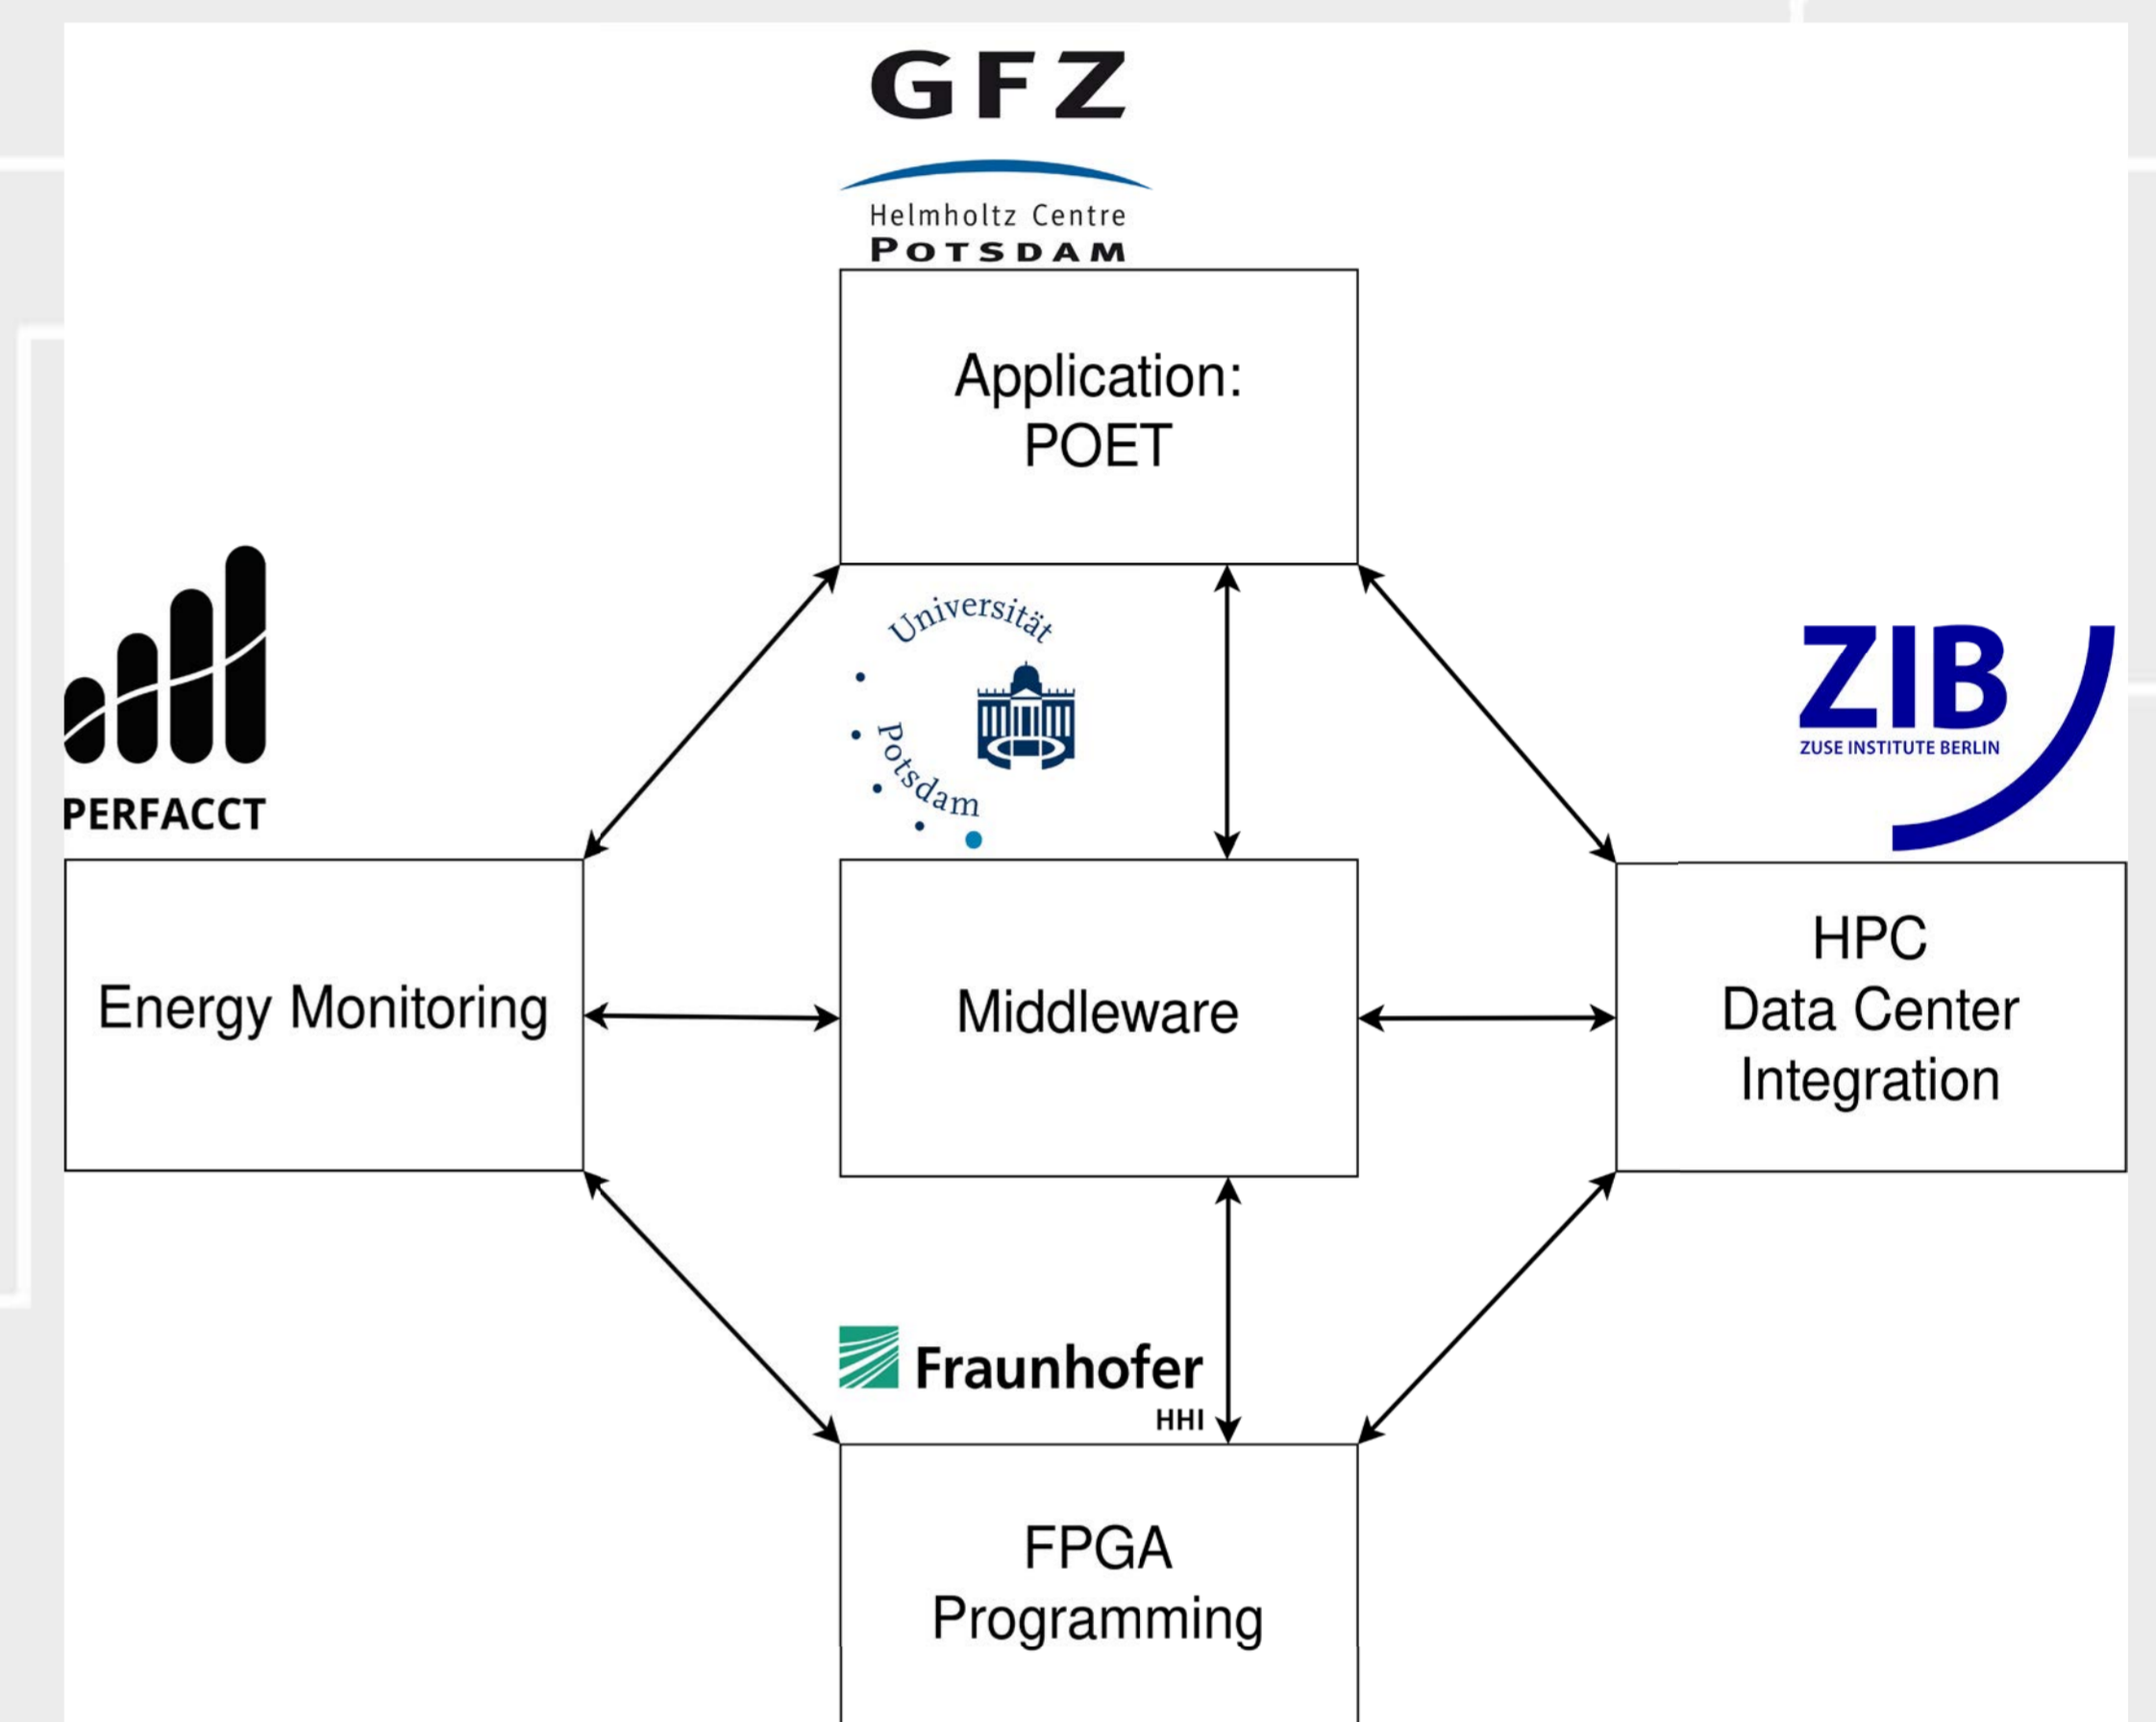 GFZ
Helmholtz Centre
POTSDAM
Application:
POET
Universität
Potsdam
PERFACCT
ZIB
ZUSE INSTITUTE BERLIN
Energy Monitoring
Middleware
HPC
Data Center
Integration
Fraunhofer
HHI
FPGA
Programming